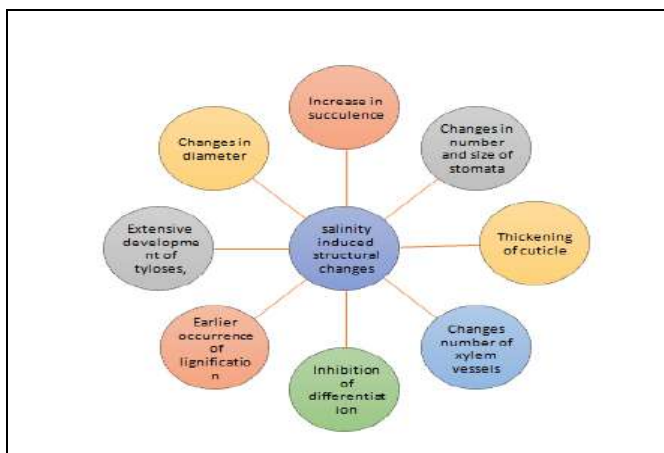 Increase in
succulence
Changes in
number
and size of
stomata
Thickening
of cuticle
Changes
number of
xylem
vessels
Inhibition
of
differentiat
ion
Earlier
occurrence
of
lignificatio
n
Extensive
developme
nt of
tyloses,
Changes in
diameter
salinity
induced
structural
changes